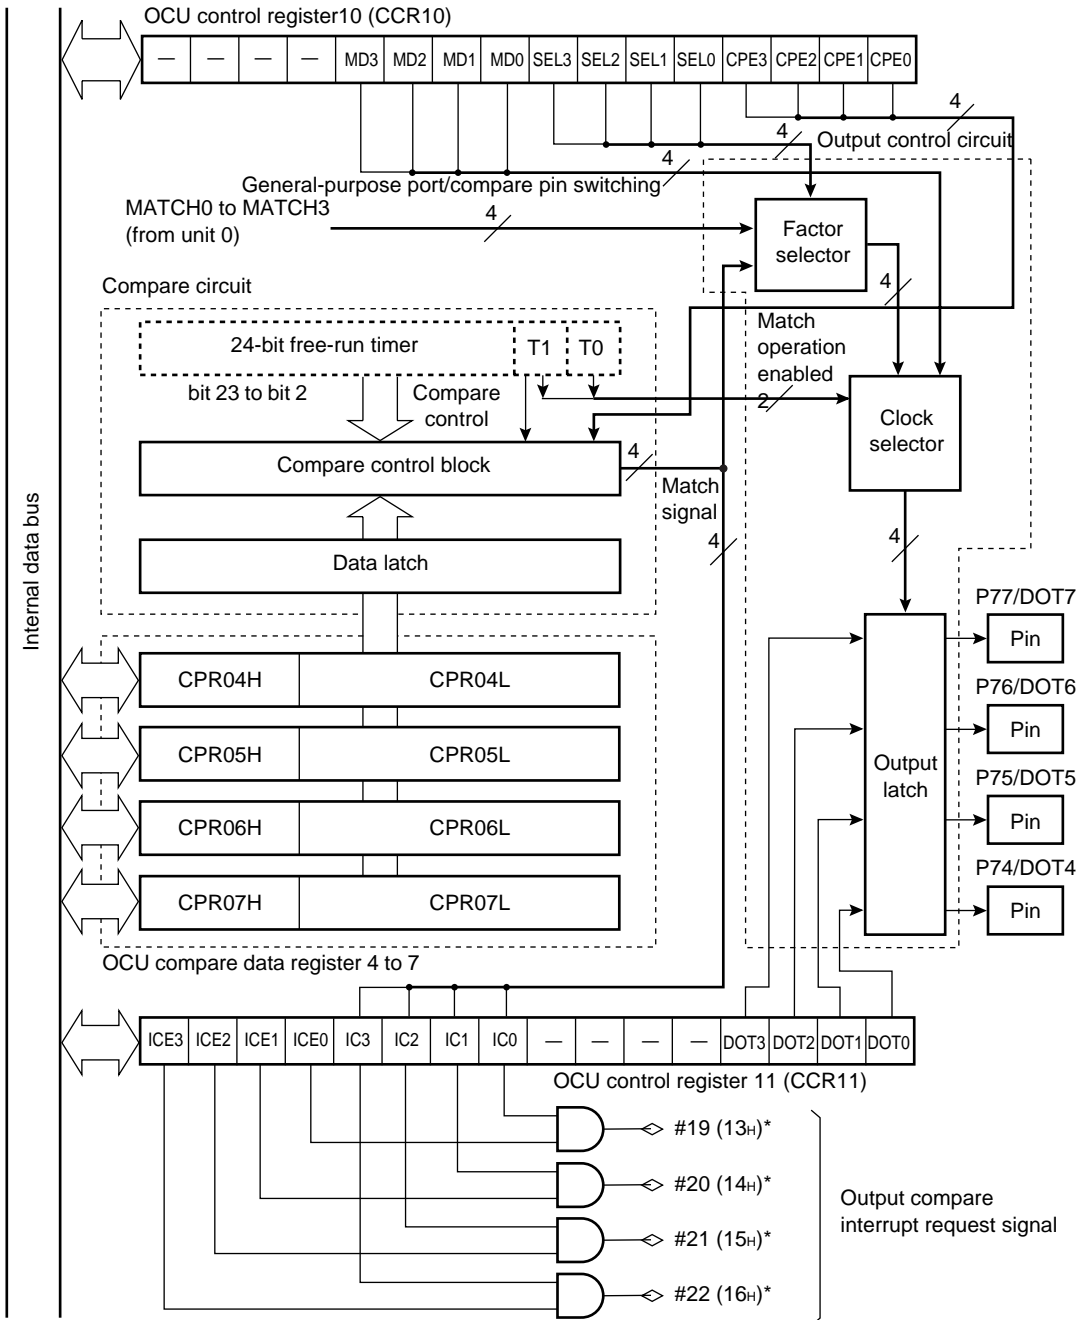 OCU control register10 (CCR10)
— — — — MD3 MD2 MD1 MD0 SEL3 SEL2 SEL1 SEL0 CPE3 CPE2 CPE1 CPE0
4
4
Output control circuit
4
General-purpose port/compare pin switching
MATCH0 to MATCH3
(from unit 0)
4
Factor
selector
4
Compare circuit
24-bit free-run timer
T1
T0
bit 23 to bit 2
Compare
control
Match
operation
enabled
2
Clock
selector
Compare control block
4
Match
signal
4
4
Data latch
Internal data bus
CPR04H CPR04L
CPR05H CPR05L
CPR06H CPR06L
CPR07H CPR07L
OCU compare data register 4 to 7
Output
latch
P77/DOT7
Pin
P76/DOT6
Pin
P75/DOT5
Pin
P74/DOT4
Pin
ICE3 ICE2 ICE1 ICE0 IC3 IC2 IC1 IC0 — — — — DOT3 DOT2 DOT1 DOT0
OCU control register 11 (CCR11)
#19 (13H)*
#20 (14H)*
#21 (15H)*
#22 (16H)*
Output compare
interrupt request signal